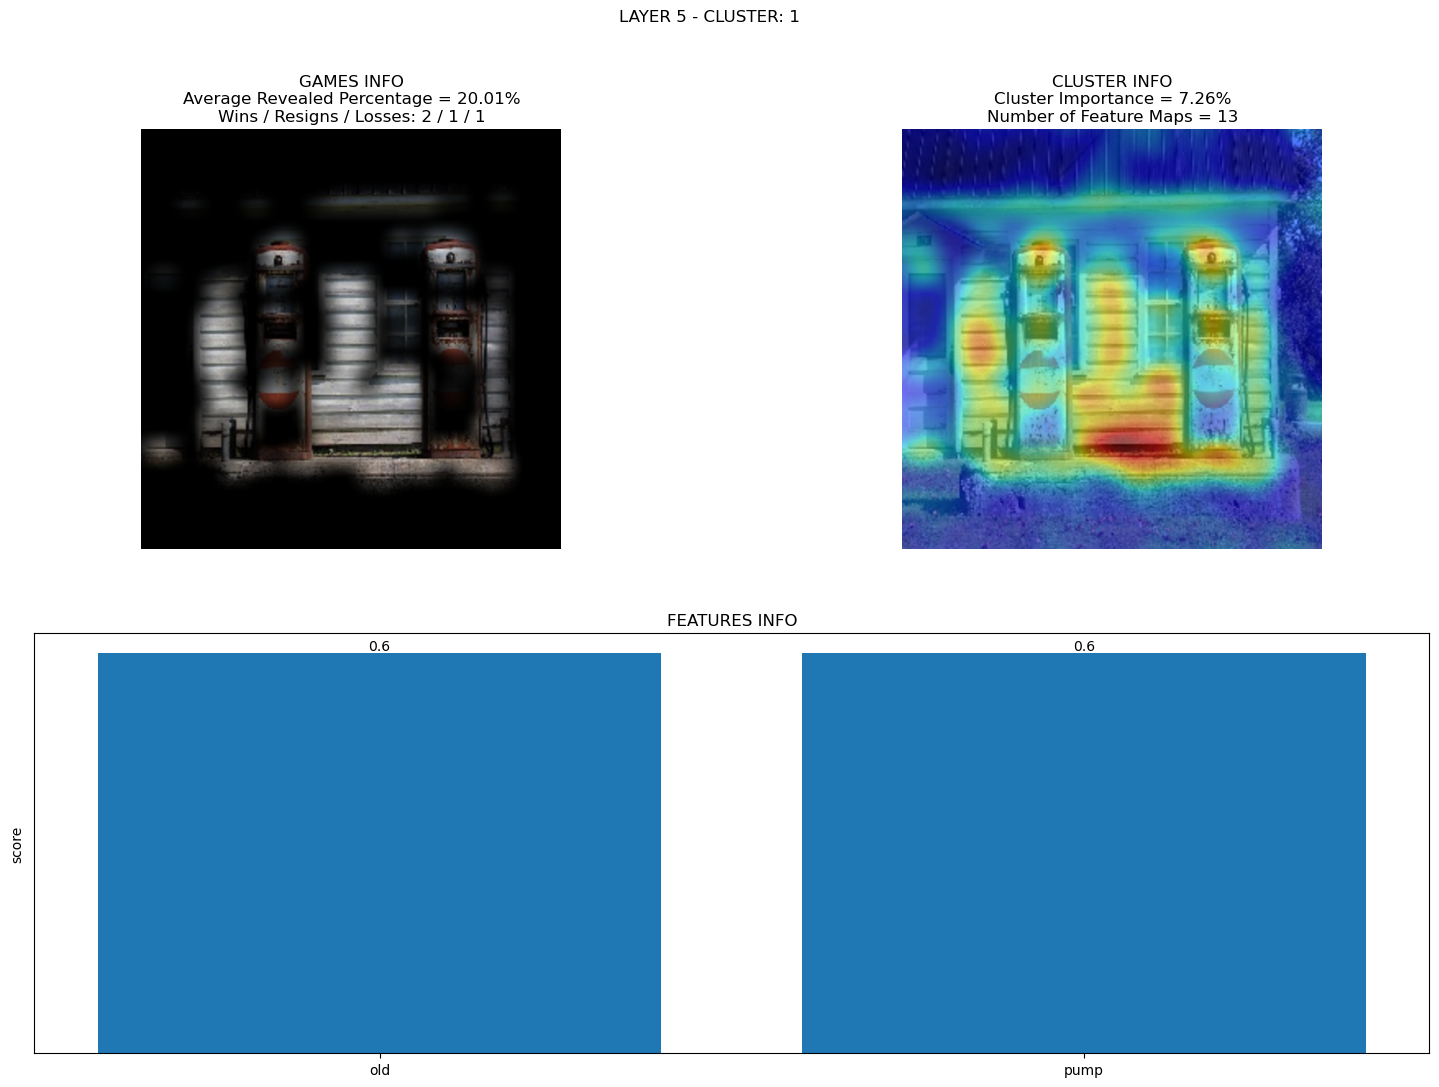 LAYER 5 - CLUSTER: 1
GAMES INFO
Average Revealed Percentage = 20.01%
Wins / Resigns / Losses: 2 / 1 / 1
CLUSTER INFO
Cluster Importance = 7.26%
Number of Feature Maps = 13
FEATURES INFO
0.6
0.6
score
old
pump